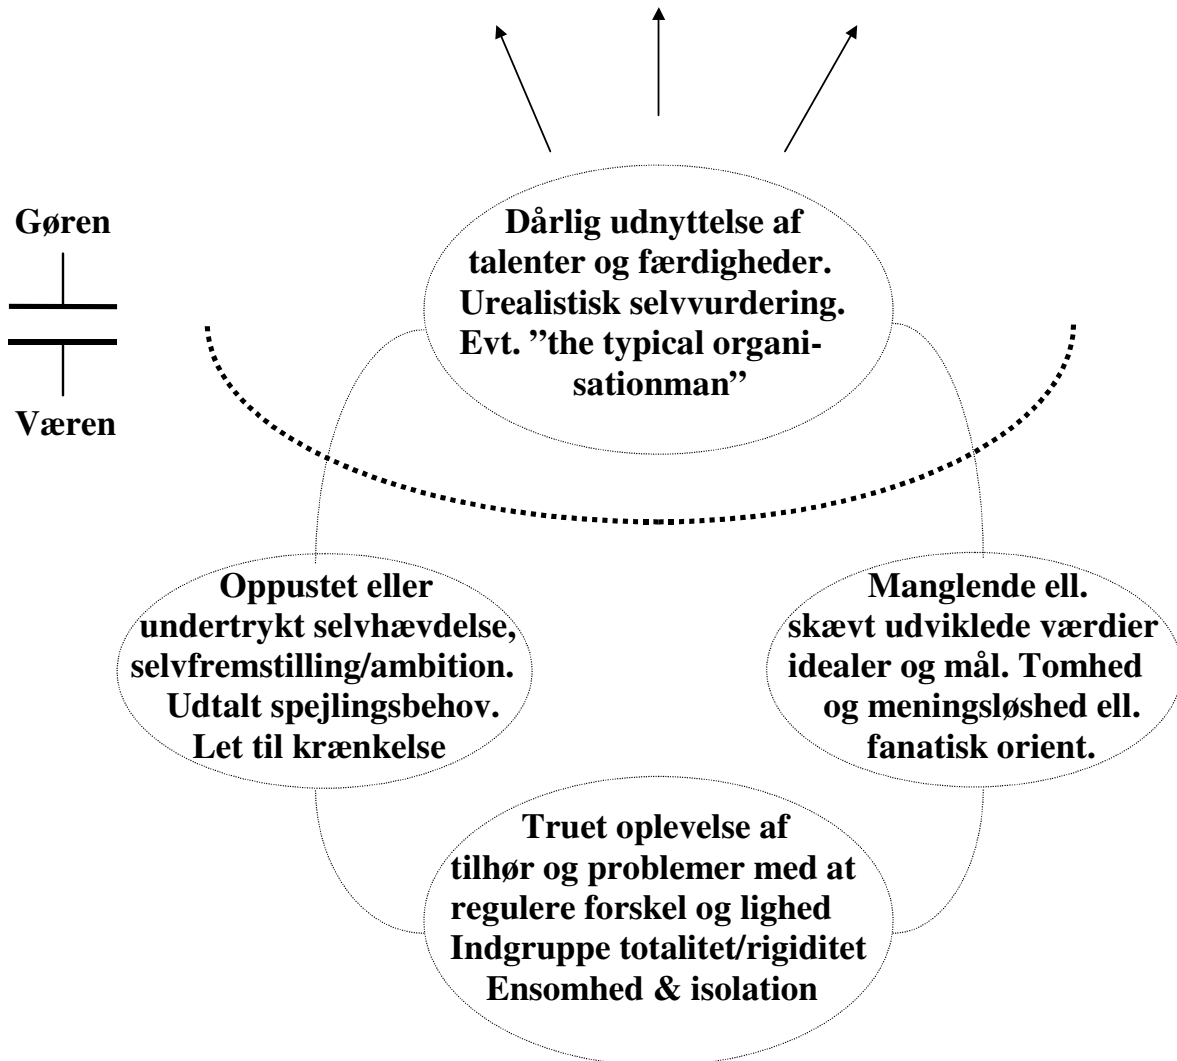 Gøren
Væren
Dårlig udnyttelse af
talenter og færdigheder.
Urealistisk selvvurdering.
Evt. ”the typical organi-
sationman”
Oppustet eller
undertrykt selvhævdelse,
selvfremstilling/ambition.
Udtalt spejlingsbehov.
Let til krænkelse
Manglende ell.
skævt udviklede værdier
idealer og mål. Tomhed
og meningsløshed ell.
fanatisk orient.
Truet oplevelse af
tilhør og problemer med at
regulere forskel og lighed
Indgruppe totalitet/rigiditet
Ensomhed & isolation